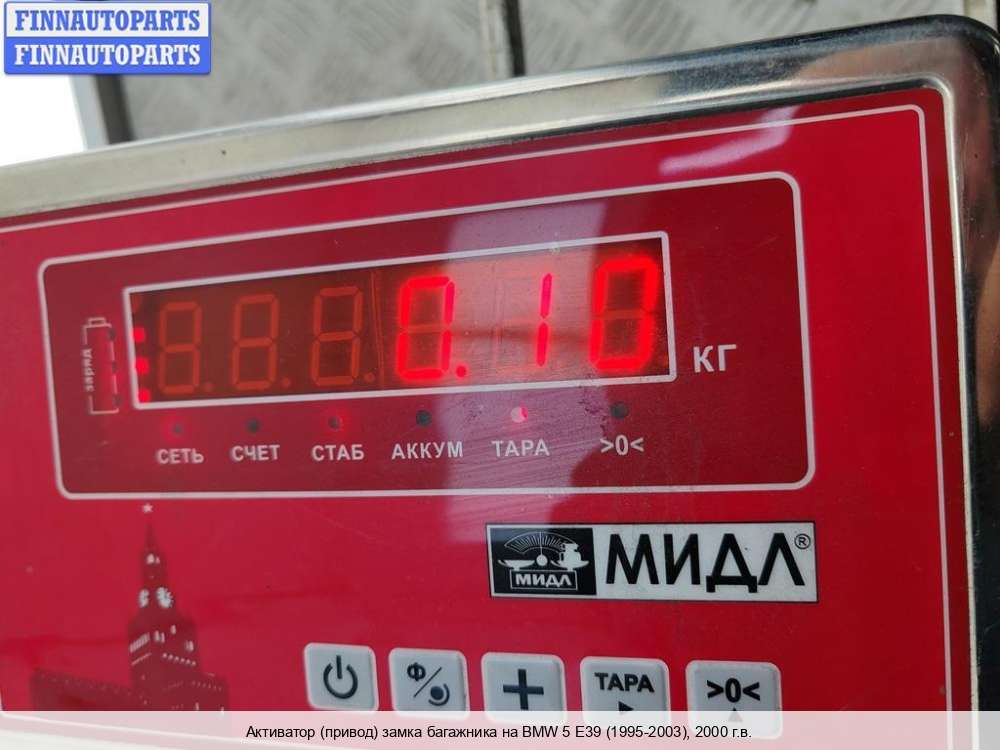 FINNAUTOPARTS
FINNAUTOPARTS
0.10
КГ
заряд
СЕТЬ СЧЕТ СТАБ АККУМ ТАРА >0<
МИДЛ
МИДЛ®
Ф
+
ТАРА
>0<
Активатор (привод) замка багажника на BMW 5 E39 (1995-2003), 2000 г.в.